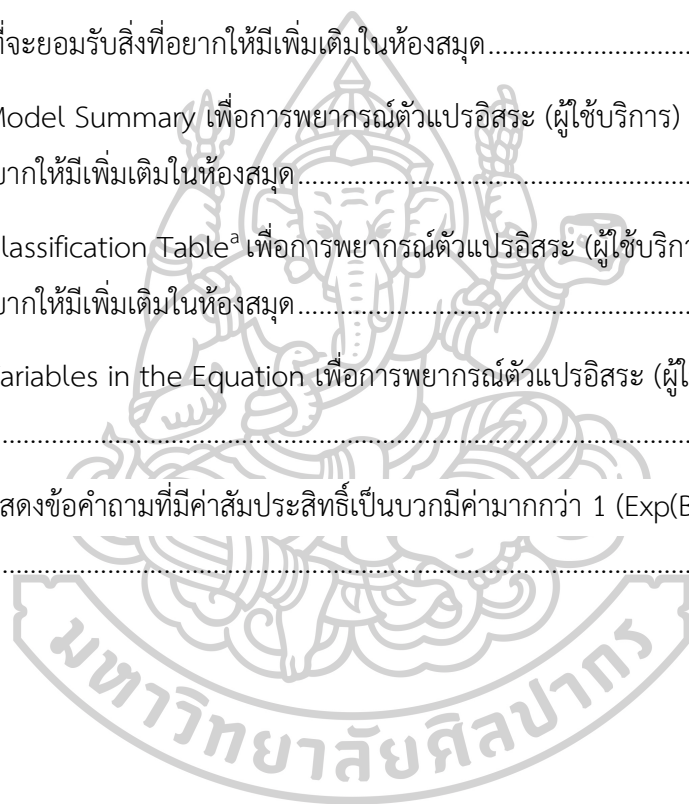 ที่จะยอมรับสิ่งที่อยากให้มีเพิ่มเติมในห้องสมุด
Model Summary เพื่อการพยากรณ์ตัวแปรอิสระ (ผู้ใช้บริการ)
ยากให้มีเพิ่มเติมในห้องสมุด
lassification Tableᵃ เพื่อการพยากรณ์ตัวแปรอิสระ (ผู้ใช้บริกา
ยากให้มีเพิ่มเติมในห้องสมุด
ariables in the Equation เพื่อการพยากรณ์ตัวแปรอิสระ (ผู้ใ
สดงข้อคำถามที่มีค่าสัมประสิทธิ์เป็นบวกมีค่ามากกว่า 1 (Exp(B
มหาวิทยาลัยศิลปากร